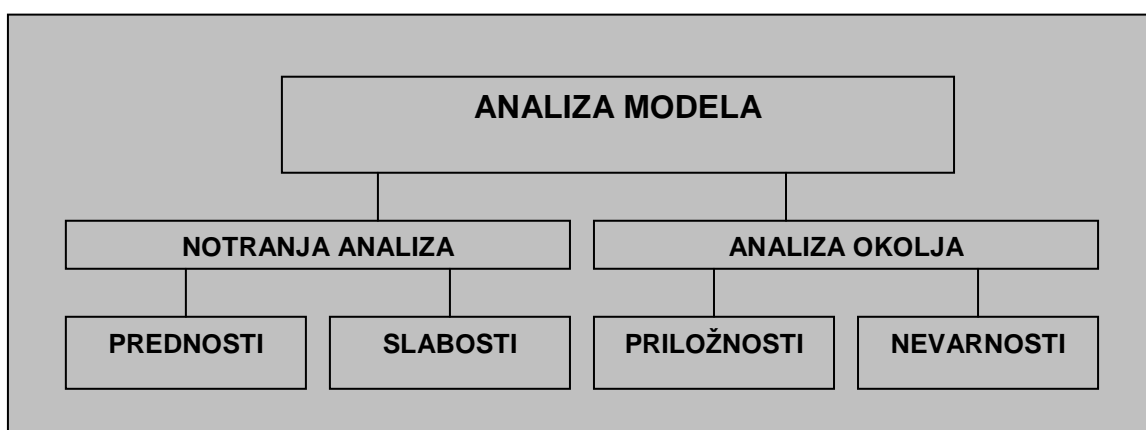 ANALIZA MODELA
NOTRANJA ANALIZA
ANALIZA OKOLJA
PREDNOSTI
SLABOSTI
PRILOŽNOSTI
NEVARNOSTI